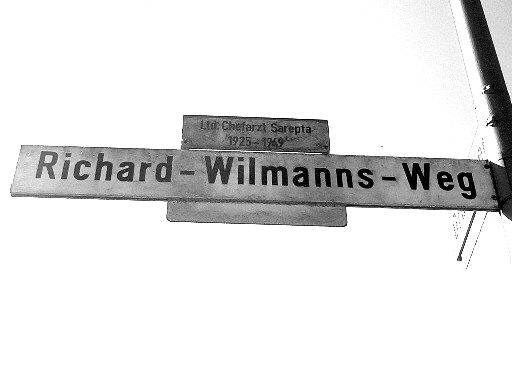 Ltd. Chefarzt Sarepta
1925-1949
Richard-Wilmanns-Weg